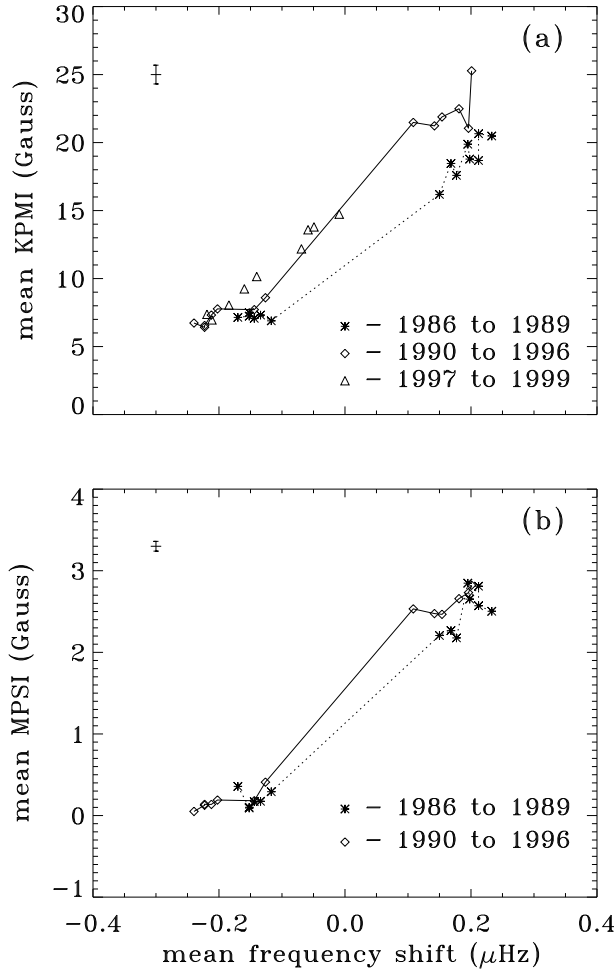 30
(a)
25
20
15
10
5
0
mean KPMI (Gauss)
− 1986 to 1989
− 1990 to 1996
− 1997 to 1999
4
(b)
3
2
1
0
−1
mean MPSI (Gauss)
− 1986 to 1989
− 1990 to 1996
−0.4 −0.2 0.0 0.2 0.4
mean frequency shift (μHz)